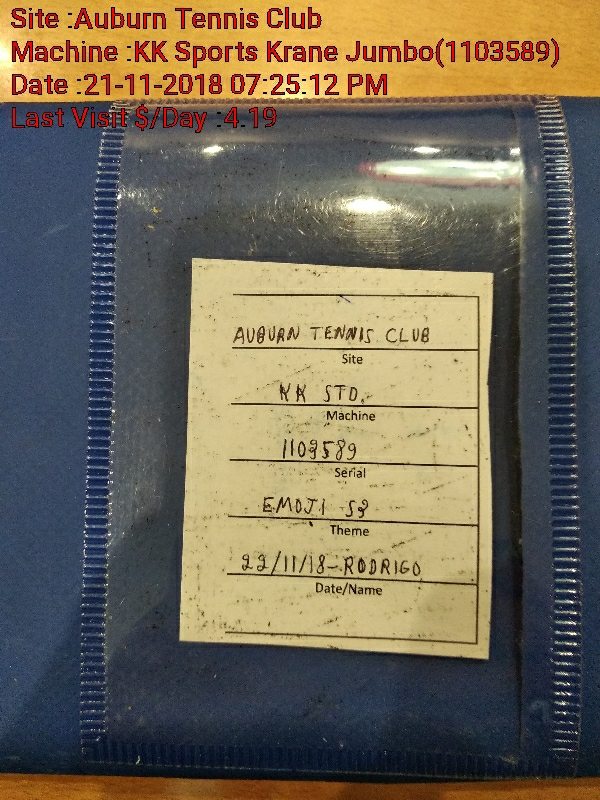 Site :Auburn Tennis Club
Machine :KK Sports Krane Jumbo(1103589)
Date :21-11-2018 07:25:12 PM
Last Visit $/Day :4.19
AUBURN TENNIS CLUB
Site
KK STD.
Machine
1103589
Serial
EMOJI S3
Theme
22/11/18-RODRIGO
Date/Name